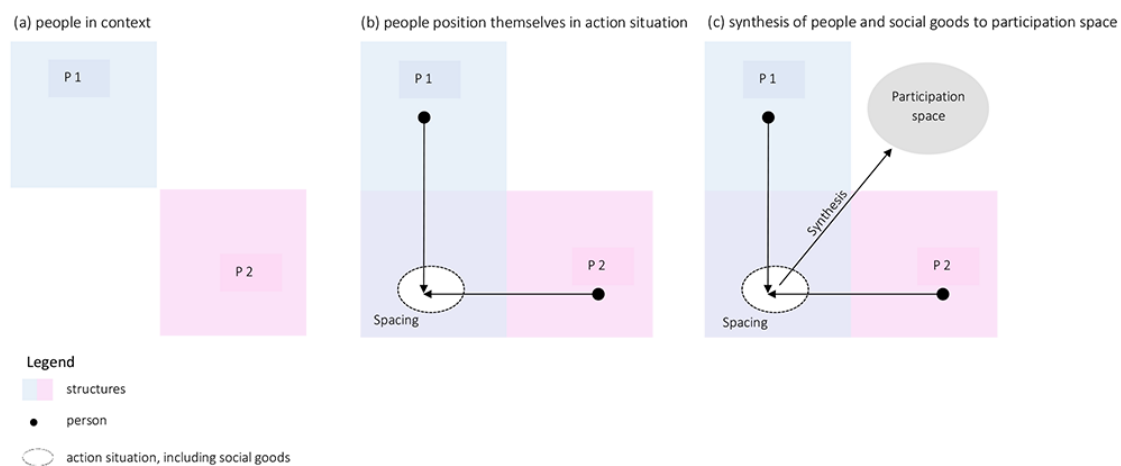 (a) people in context
P 1
P 2
(b) people position themselves in action situation
P 1
P 2
Spacing
(c) synthesis of people and social goods to participation space
P 1
Participation
space
Synthesis
P 2
Spacing
Legend
structures
person
action situation, including social goods